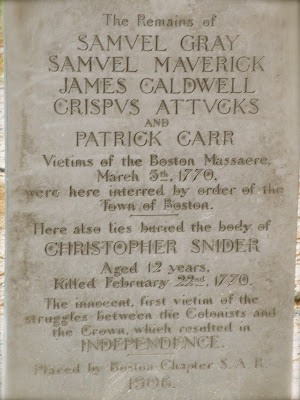 The Remains of
SAMVEL GRAY
SAMVEL MAVERICK
JAMES CALDWELL
CRISPVS ATTVCKS
AND
PATRICK CARR
Victims of the Boston Massacre,
March 5th, 1770,
were here interred by order of the
Town of Boston.
Here also lies buried the body of
CHRISTOPHER SNIDER
Aged 12 years,
Killed February 22nd, 1770.
The innocent, first victim of the
struggles between the Colonists and
the Crown, which resulted in
INDEPENDENCE.
Placed by Boston Chapter S.A.R.
1906.